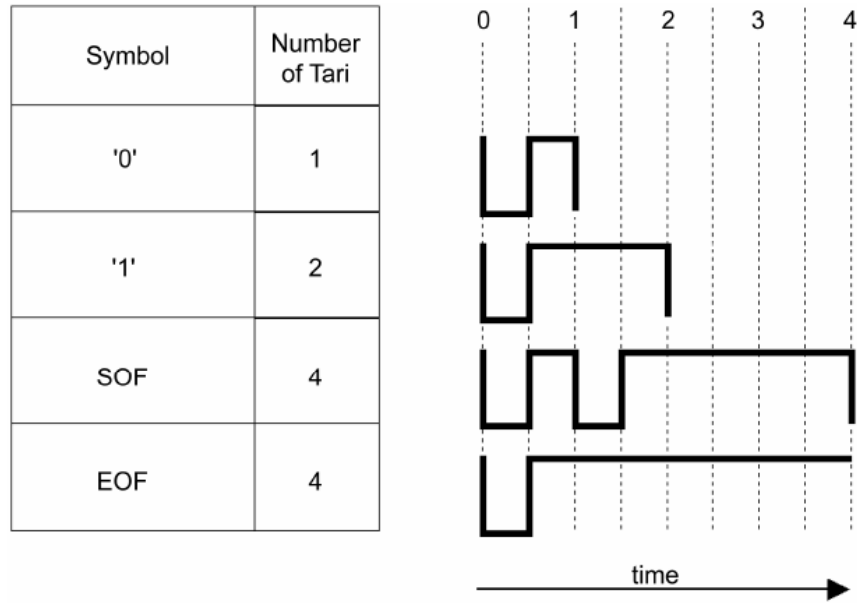 Symbol
Number
of Tari
0 1 2 3 4
'0' 1
'1' 2
SOF 4
EOF 4
time